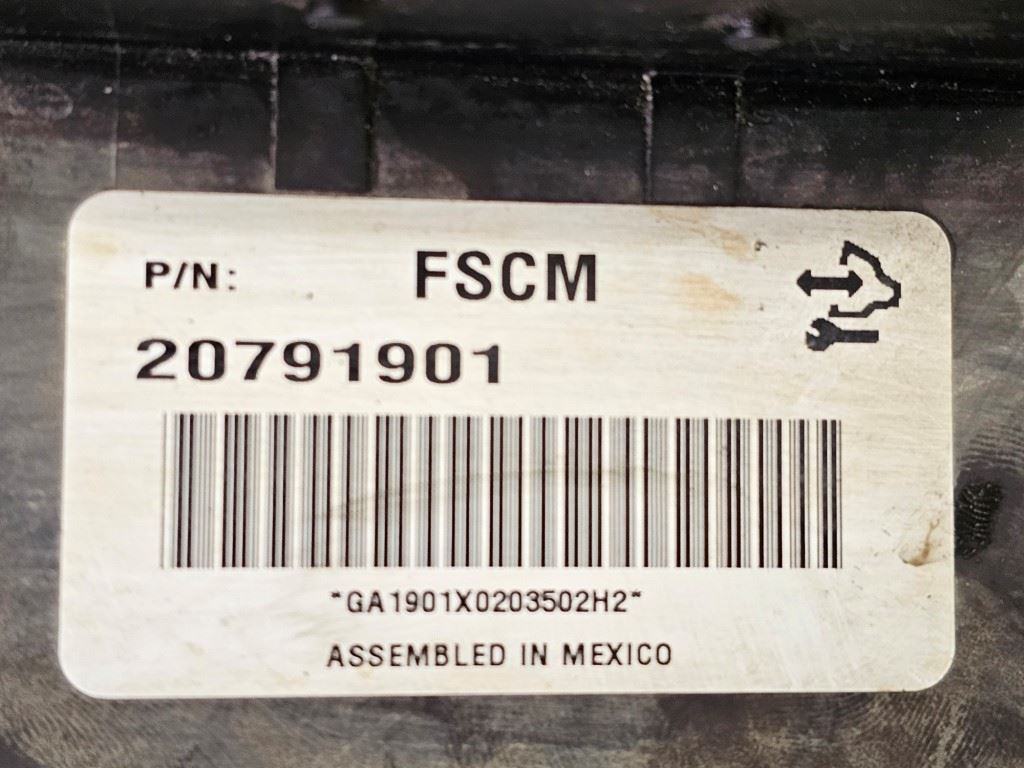 P/N: FSCM
20791901
*GA1901X0203502H2*
ASSEMBLED IN MEXICO